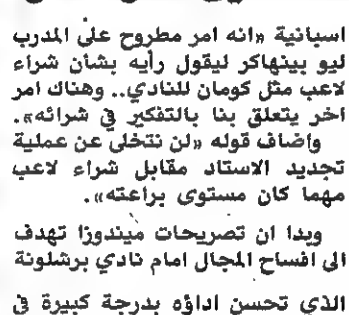 اسبانية «انه امر مطروح على المدرب
ليو بينهاكر ليقول رأيه بشأن شراء
لاعب مثل كومان للنادي.. وهناك امر
اخر يتعلق بنا بالتفكير في شرائه».
واضاف قوله «لن نتخلى عن عملية
تجديد الاستاد مقابل شراء لاعب
مهما كان مستوى براعته».
وبدا ان تصريحات ميندوزا تهدف
الى افساح المجال امام نادي برشلونة
الذي تحسن اداؤه بدرجة كبيرة في